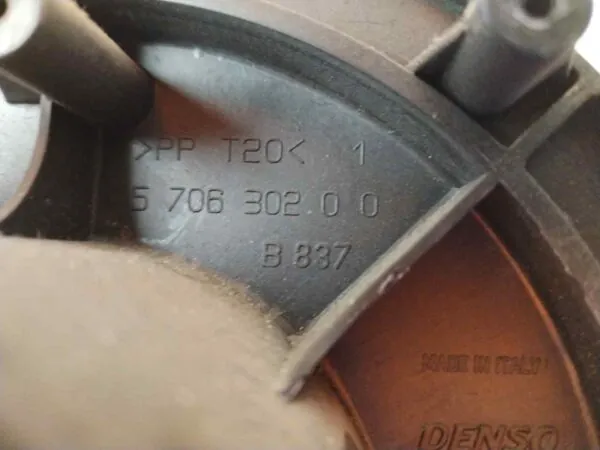 >PP T20< 1
5 706 302 0 0
B 837
MADE IN ITALY
DENSO